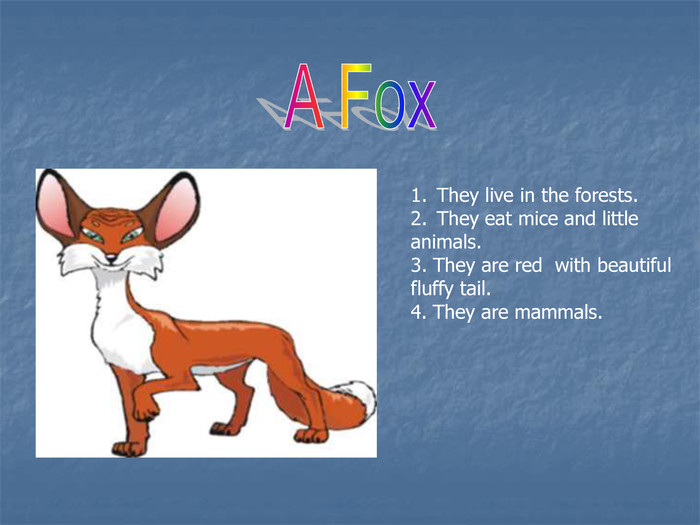 A Fox
1. They live in the forests.
2. They eat mice and little
animals.
3. They are red  with beautiful
fluffy tail.
4. They are mammals.